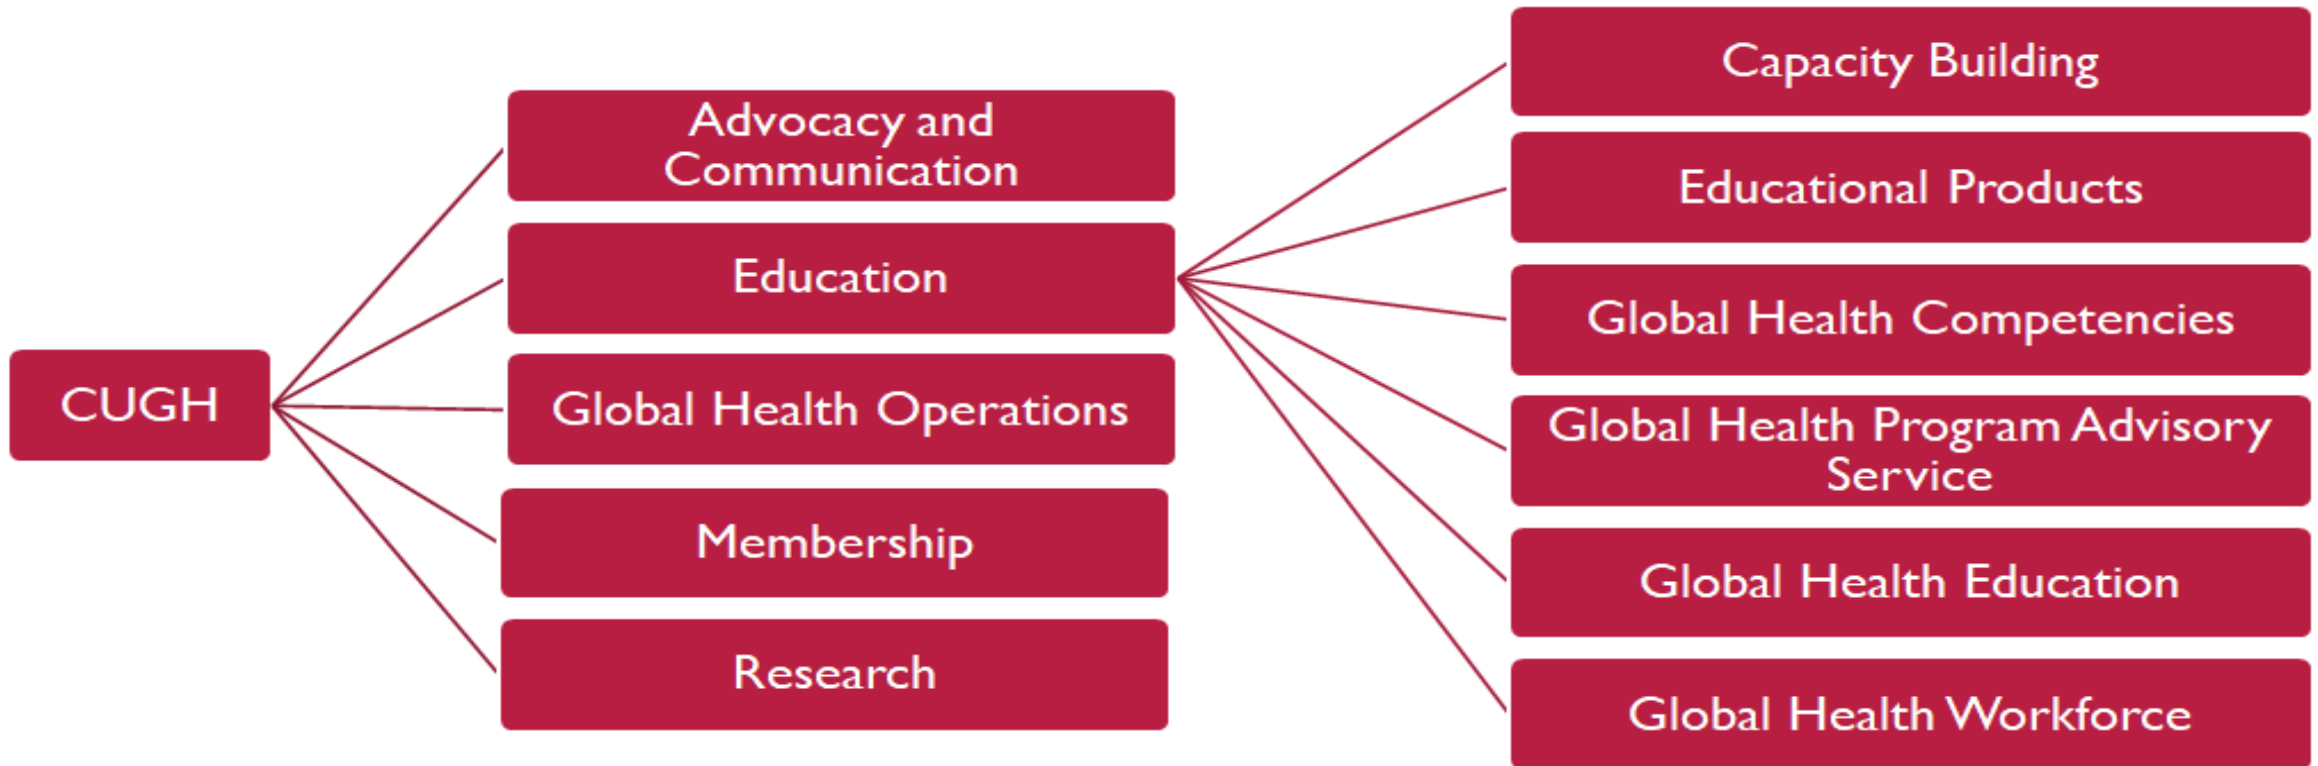 CUGH
Advocacy and
Communication
Education
Global Health Operations
Membership
Research
Capacity Building
Educational Products
Global Health Competencies
Global Health Program Advisory
Service
Global Health Education
Global Health Workforce